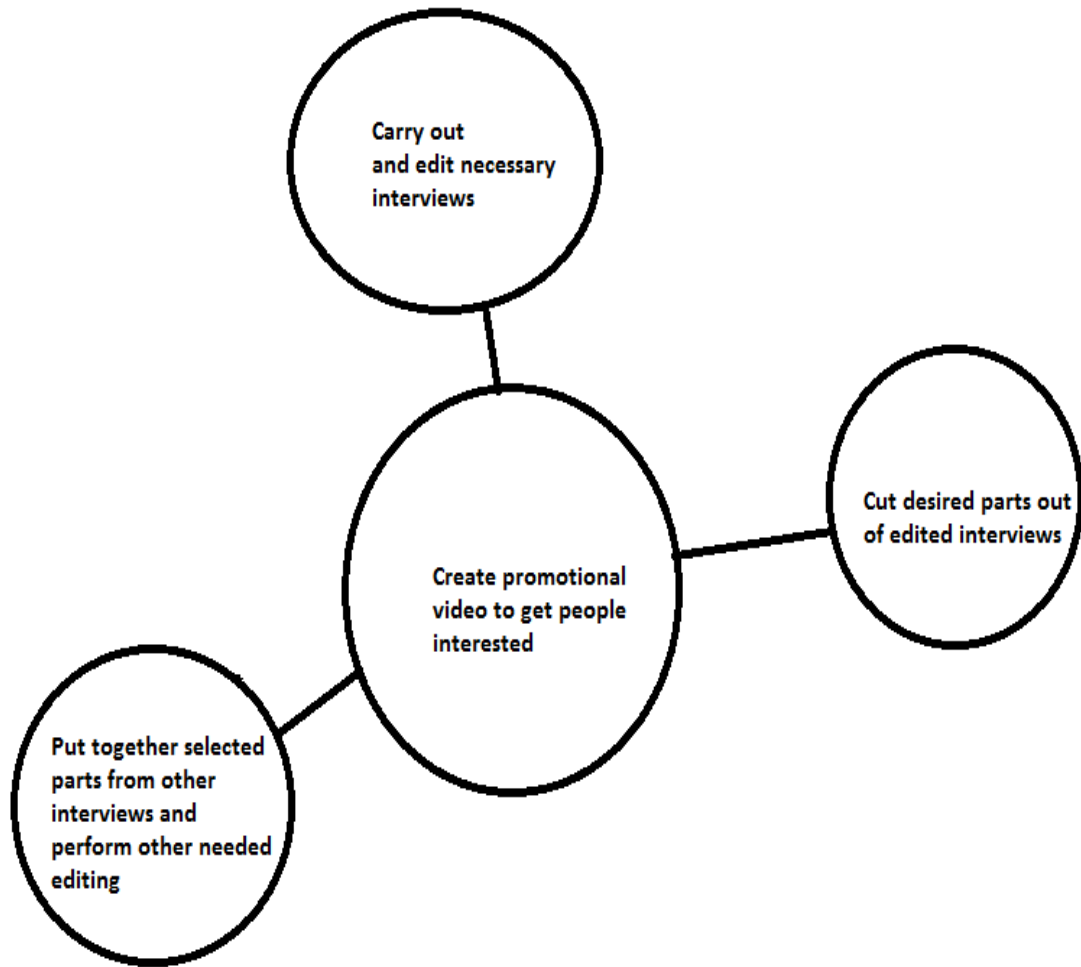 Carry out
and edit necessary
interviews
Cut desired parts out
of edited interviews
Create promotional
video to get people
interested
Put together selected
parts from other
interviews and
perform other needed
editing